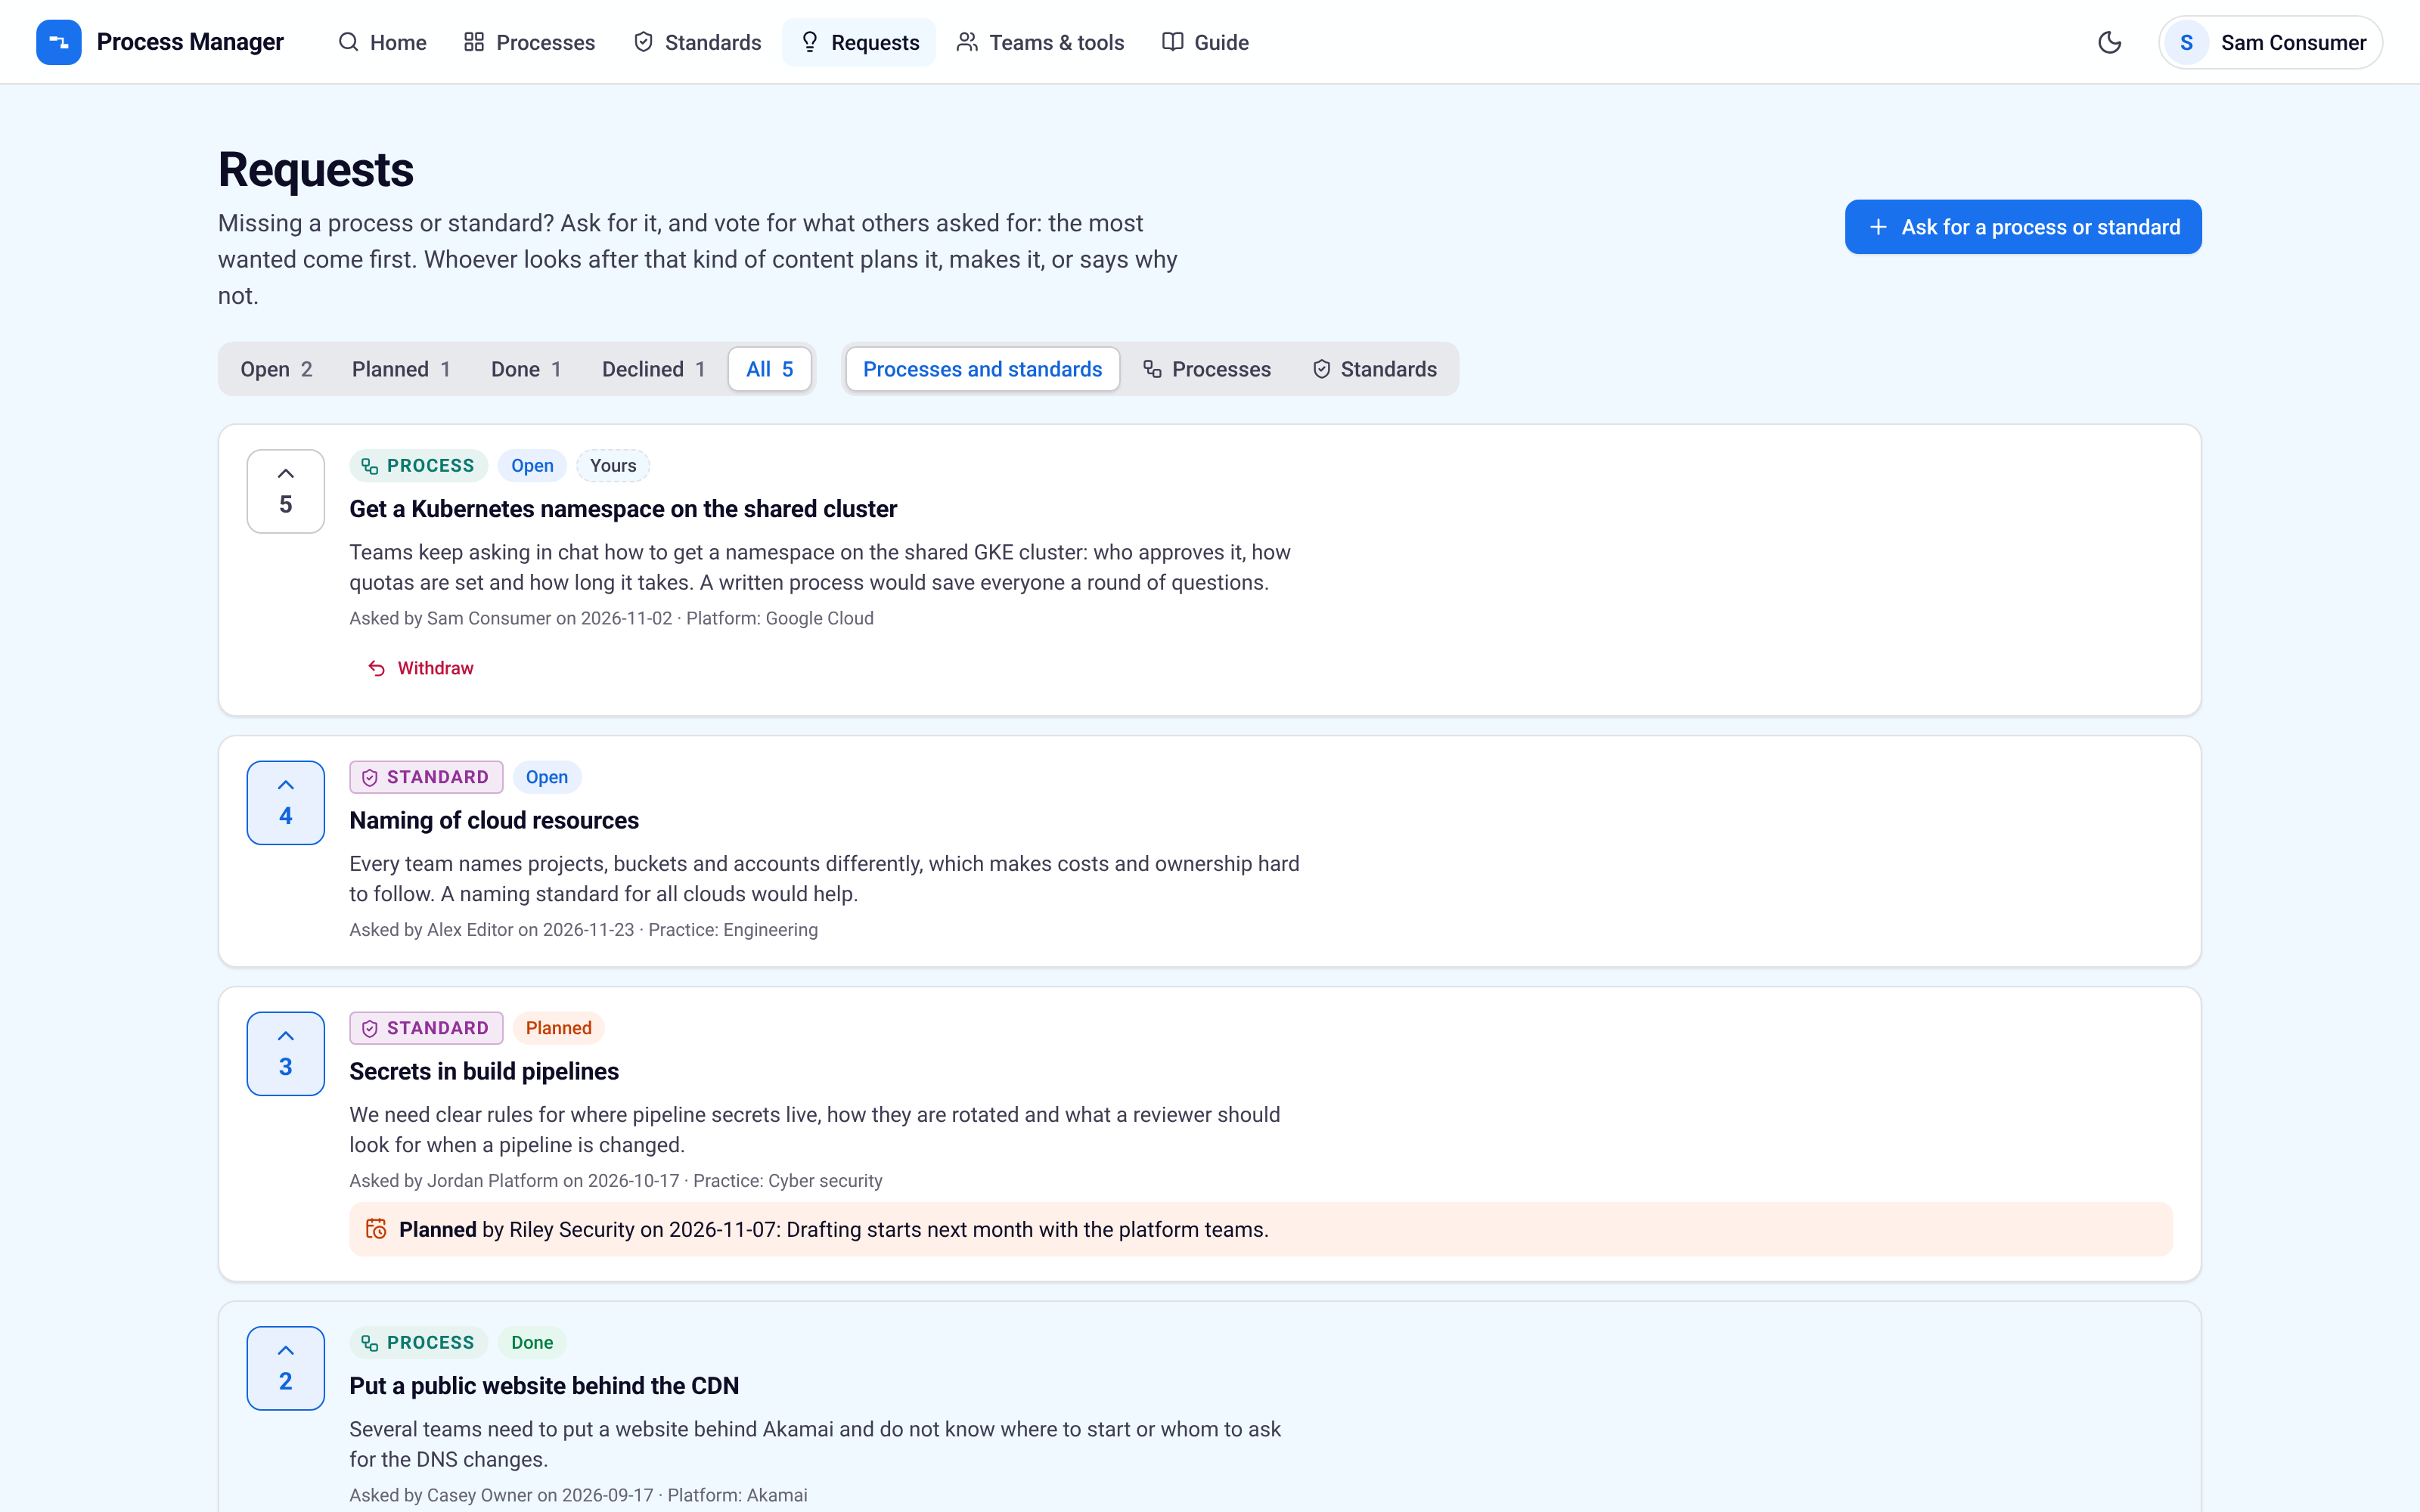 Process Manager
Home
Processes
Standards
Requests
Teams & tools
Guide
S
Sam Consumer
Requests
Missing a process or standard? Ask for it, and vote for what others asked for: the most
wanted come first. Whoever looks after that kind of content plans it, makes it, or says why
not.
Ask for a process or standard
Open 2
Planned 1
Done 1
Declined 1
All 5
Processes and standards
Processes
Standards
5
PROCESS
Open
Yours
Get a Kubernetes namespace on the shared cluster
Teams keep asking in chat how to get a namespace on the shared GKE cluster: who approves it, how
quotas are set and how long it takes. A written process would save everyone a round of questions.
Asked by Sam Consumer on 2026-11-02 · Platform: Google Cloud
Withdraw
4
STANDARD
Open
Naming of cloud resources
Every team names projects, buckets and accounts differently, which makes costs and ownership hard
to follow. A naming standard for all clouds would help.
Asked by Alex Editor on 2026-11-23 · Practice: Engineering
3
STANDARD
Planned
Secrets in build pipelines
We need clear rules for where pipeline secrets live, how they are rotated and what a reviewer should
look for when a pipeline is changed.
Asked by Jordan Platform on 2026-10-17 · Practice: Cyber security
Planned by Riley Security on 2026-11-07: Drafting starts next month with the platform teams.
2
PROCESS
Done
Put a public website behind the CDN
Several teams need to put a website behind Akamai and do not know where to start or whom to ask
for the DNS changes.
Asked by Casey Owner on 2026-09-17 · Platform: Akamai